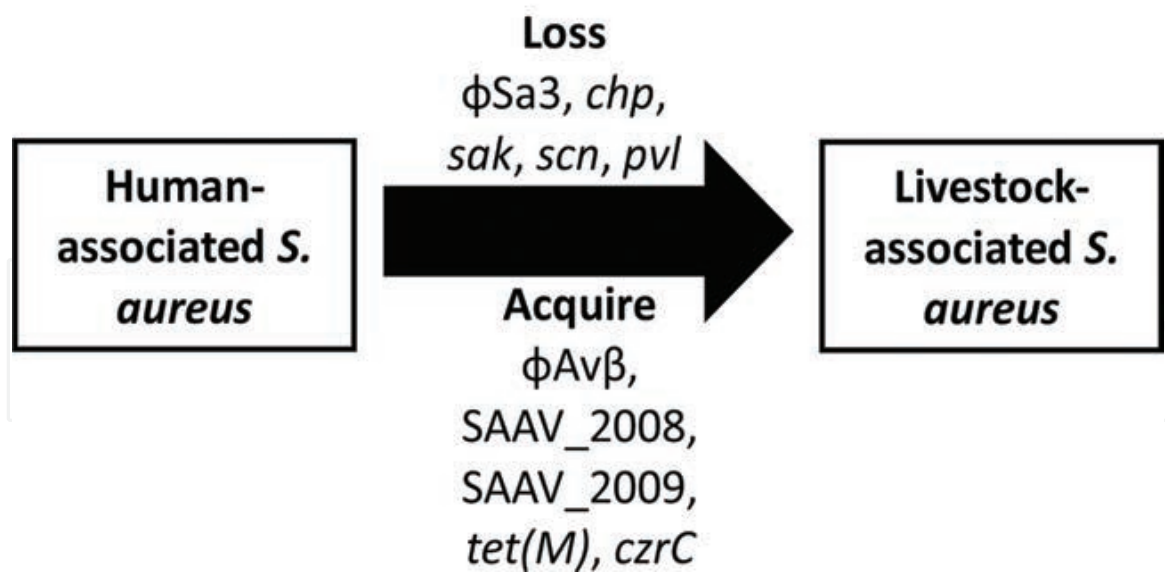 Loss
ϕSa3, chp,
sak, scn, pvl
Human-
associated S.
aureus
Livestock-
associated S.
aureus
Acquire
ϕAvβ,
SAAV_2008,
SAAV_2009,
tet(M), czrC